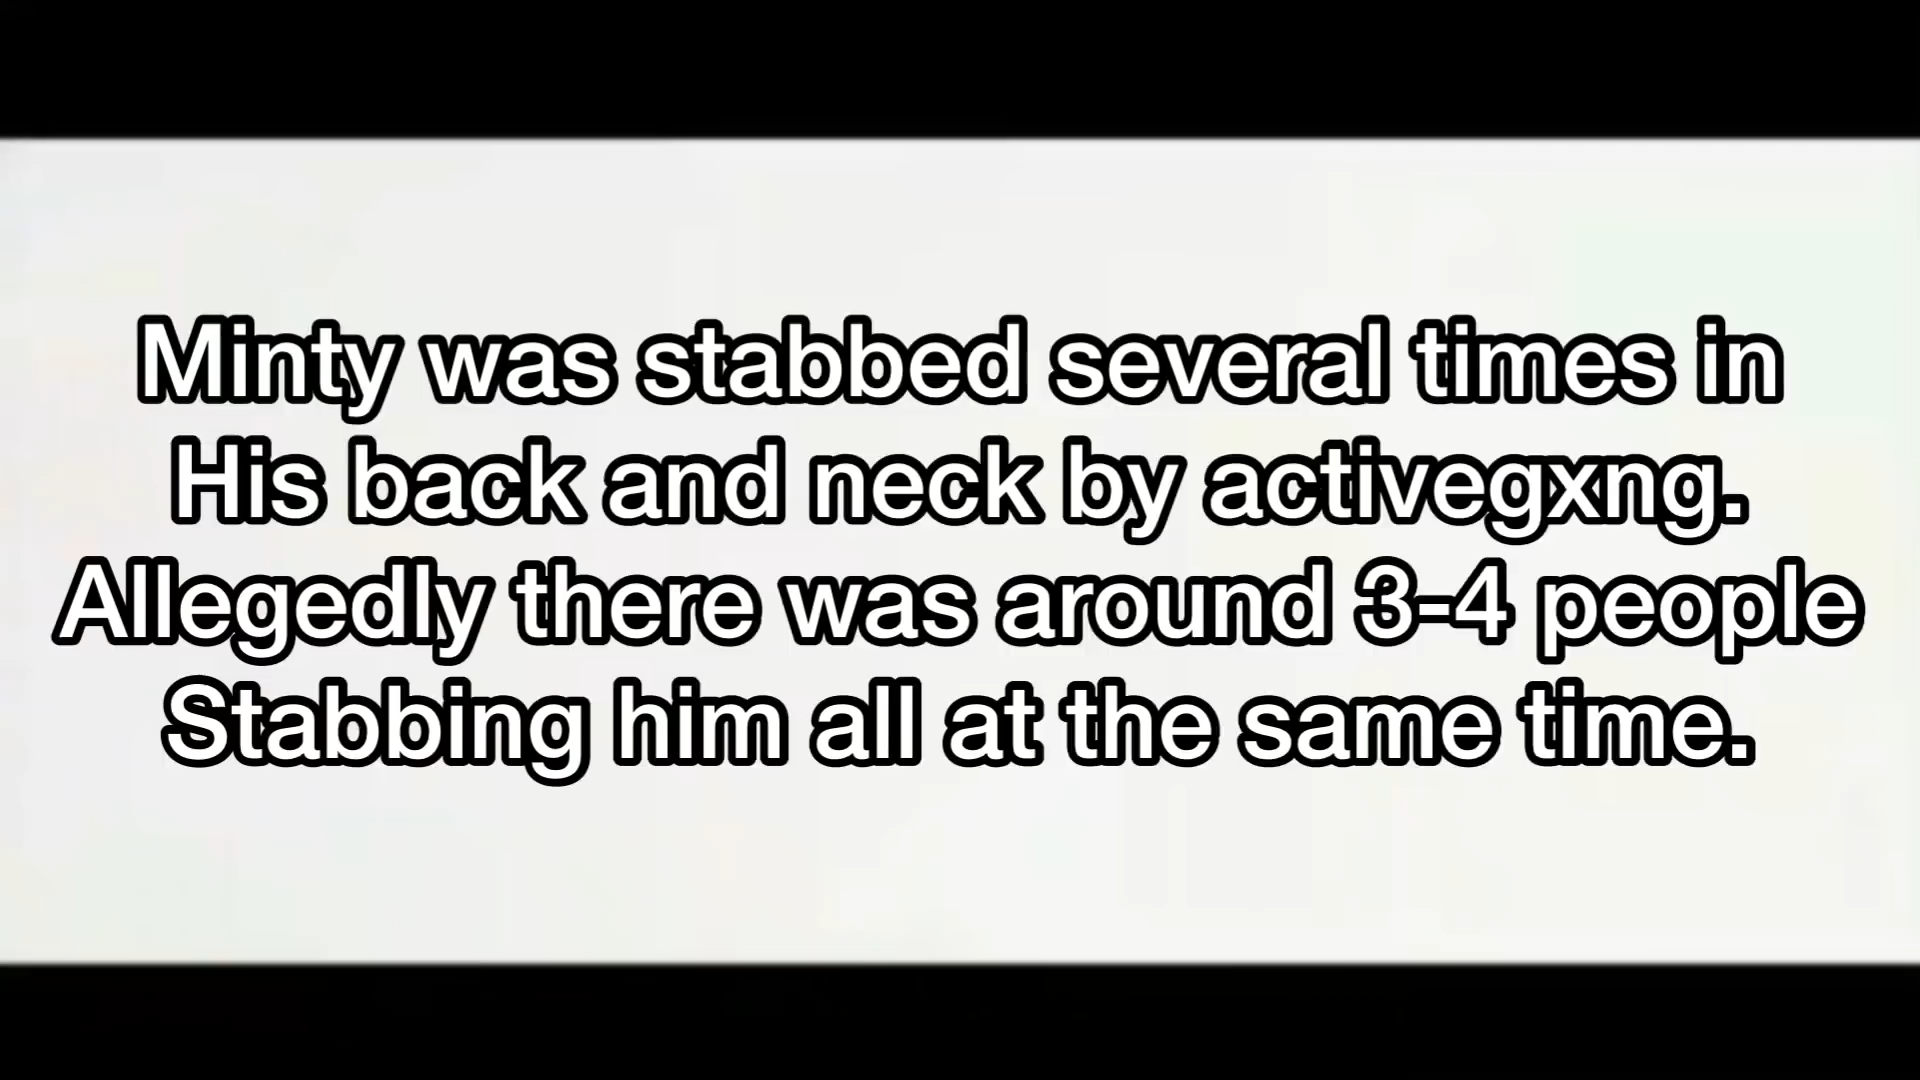 Minty was stabbed several times in
His back and neck by activegxng.
Allegedly there was around 3-4 people
Stabbing him all at the same time.